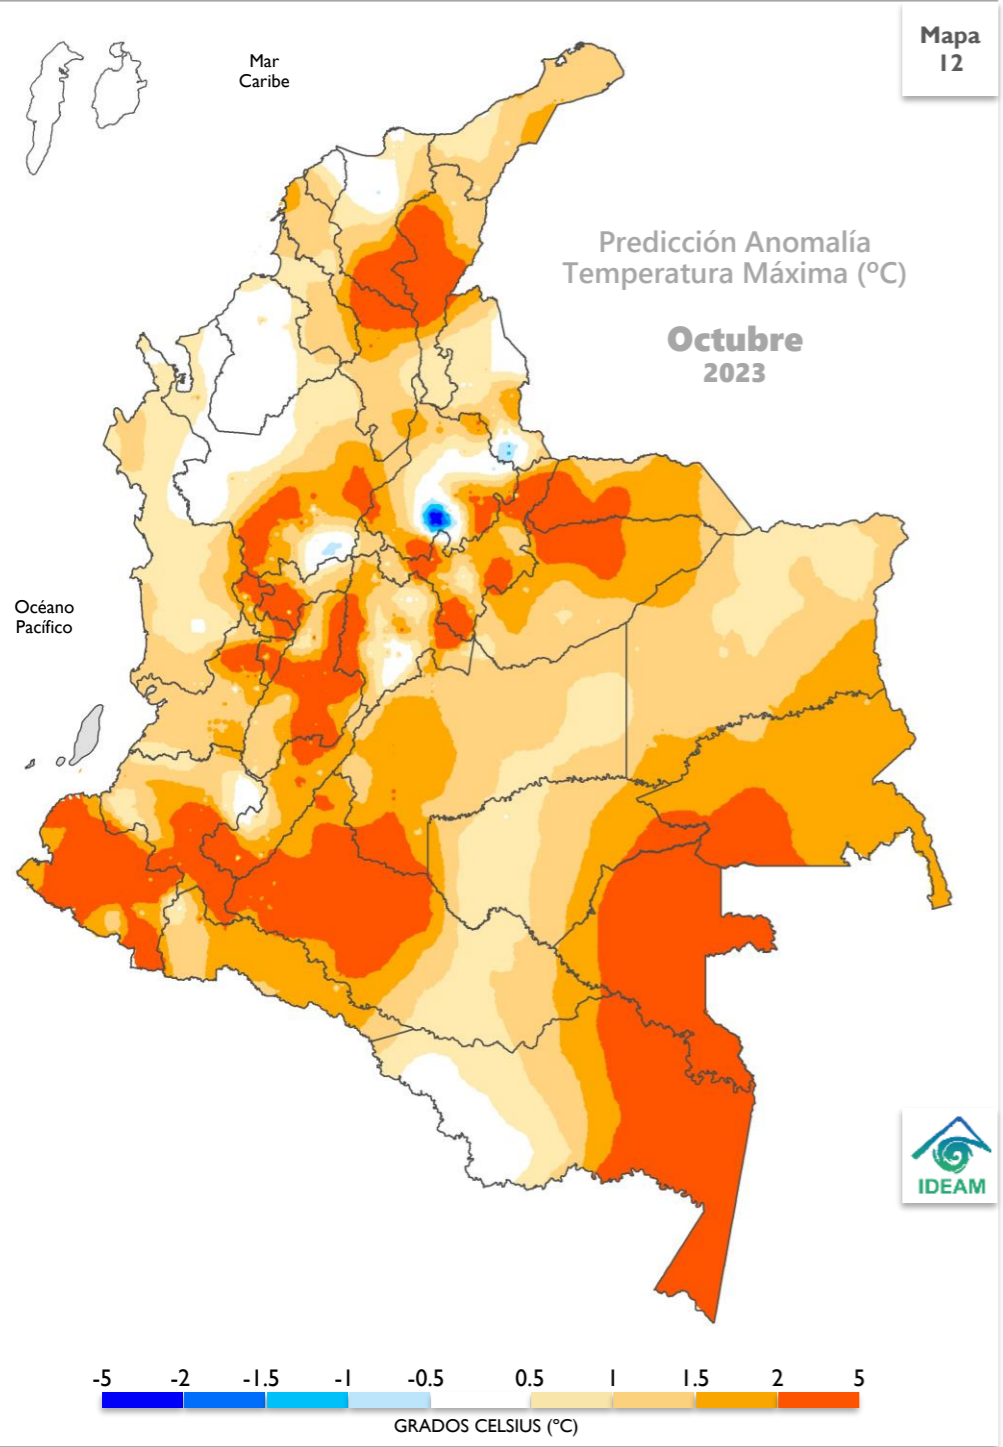 Mapa
12
Mar
Caribe
Predicción Anomalía
Temperatura Máxima (ºC)
Octubre
2023
Océano
Pacífico
IDEAM
-5 -2 -1.5 -1 -0.5 0.5 1 1.5 2 5
GRADOS CELSIUS (ºC)